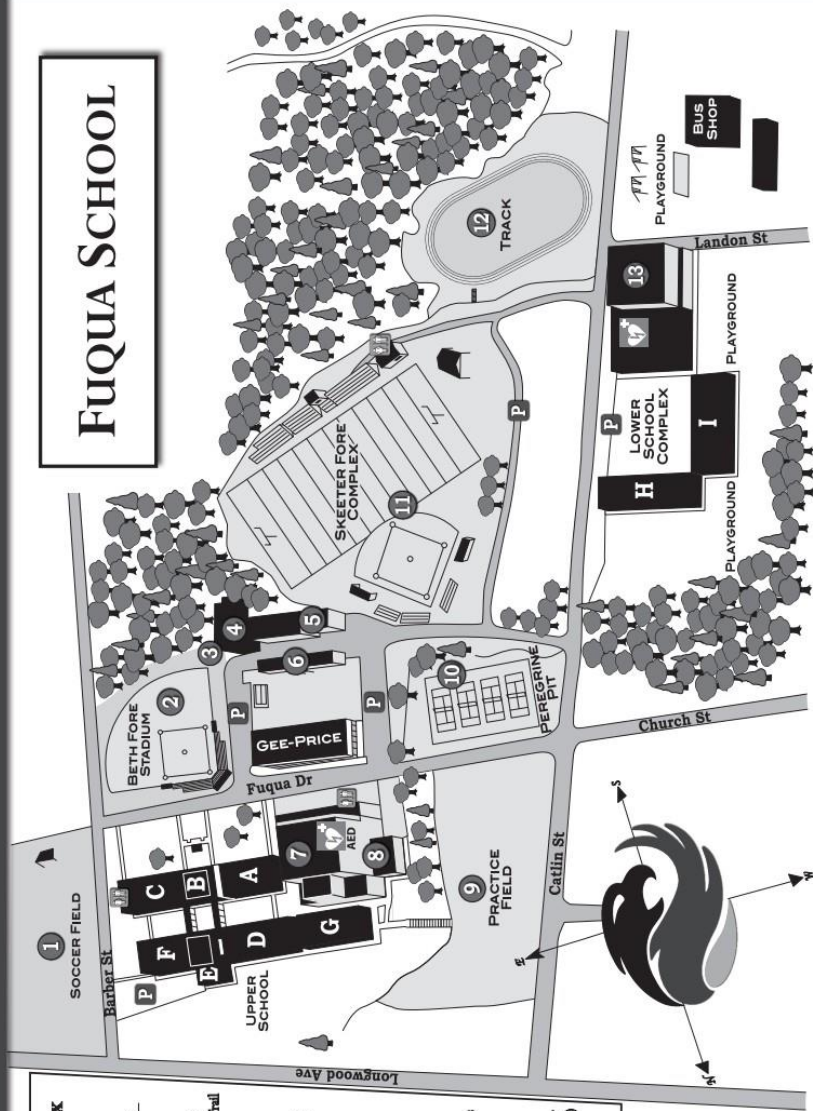 FUQUA SCHOOL
BUS
SHOP
PLAYGROUND
12
TRACK
Landon St
13
PLAYGROUND
P
LOWER
SCHOOL
COMPLEX
I
H
PLAYGROUND
P
SKEETER FORE
COMPLEX
11
4
5
3
6
2
BETH FORE
STADIUM
P
GEE-PRICE
P
10
PEREGRINE
PIT
Church St
Fuqua Dr
7
AED
8
9
PRACTICE
FIELD
Catlin St
C
B
A
F
E
D
G
1
SOCCER FIELD
Barber St
P
UPPER
SCHOOL
Longwood Ave
S
W
E
N
rail